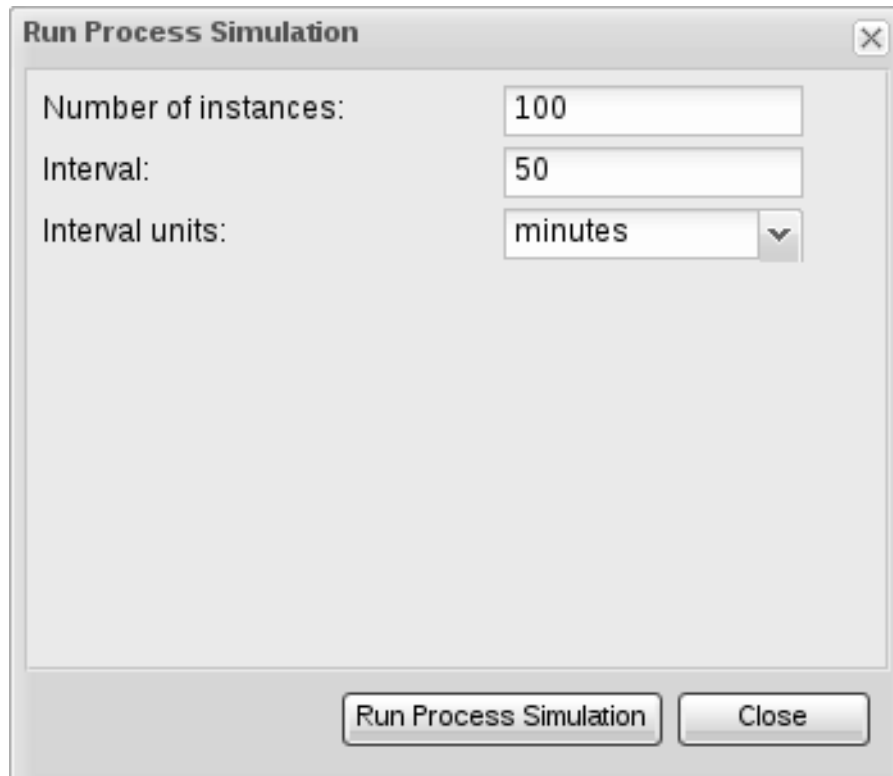 Run Process Simulation
Number of instances: 100
Interval: 50
Interval units: minutes
Run Process Simulation Close